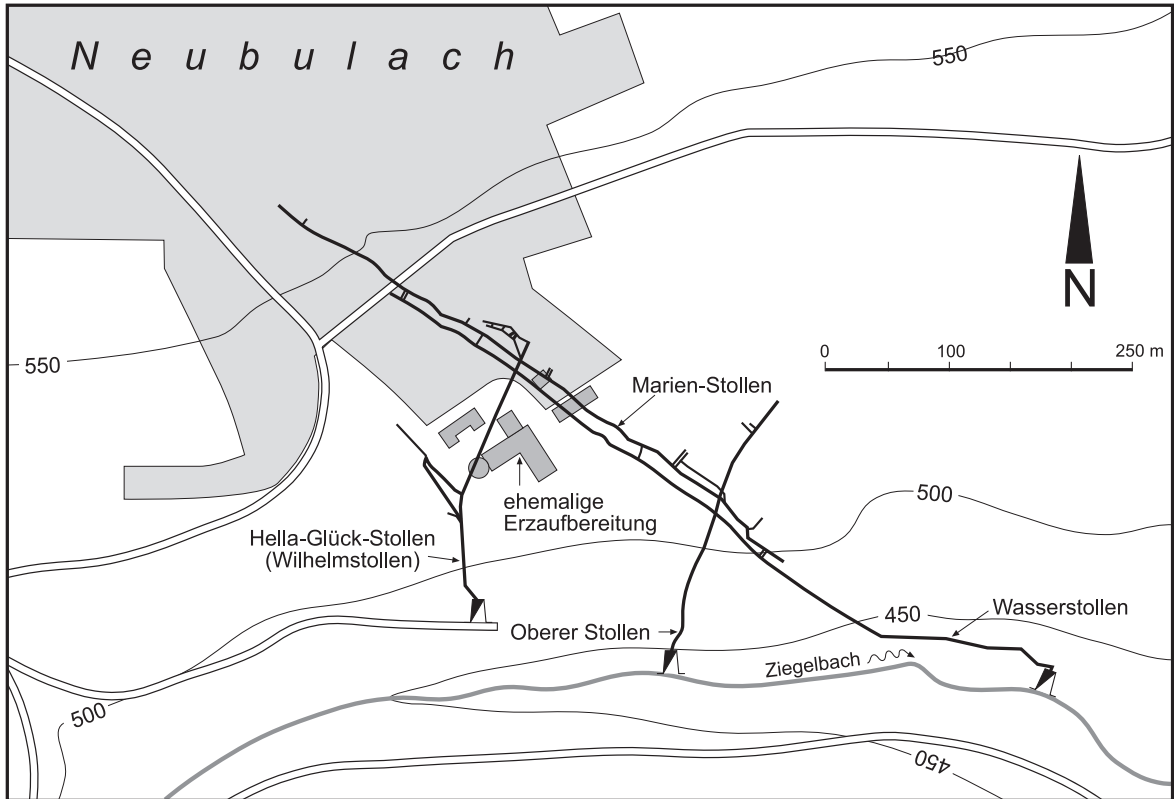 Neubulach
550
N
0 100 250 m
550
Marien-Stollen
ehemalige
Erzaufbereitung
500
Hella-Glück-Stollen
(Wilhelmstollen)
450
Wasserstollen
Oberer Stollen
Ziegelbach
500
450